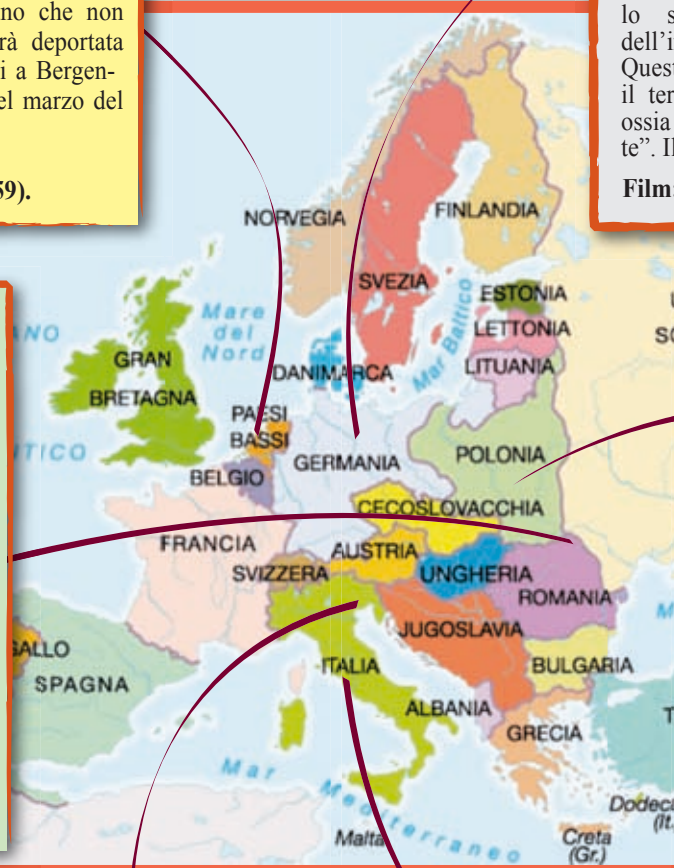 no che non
rà deportata
i a Bergen-
el marzo del
59).
lo s
dell'i
Quest
il ter
ossia
te”. Il
Film:
NORVEGIA
FINLANDIA
SVEZIA
ESTONIA
Mare
del
Nord
Mar Baltico
LETTONIA
LITUANIA
ANO
GRAN
BRETAGNA
DANIMARCA
PAESI
BASSI
TICO
POLONIA
BELGIO
GERMANIA
CECOSLOVACCHIA
FRANCIA
AUSTRIA
SVIZZERA
UNGHERIA
ROMANIA
JUGOSLAVIA
GALLO
SPAGNA
ITALIA
BULGARIA
ALBANIA
GRECIA
Mar Mediterraneo
Malta
Creta
(Gr.)
Dodeca
(It.